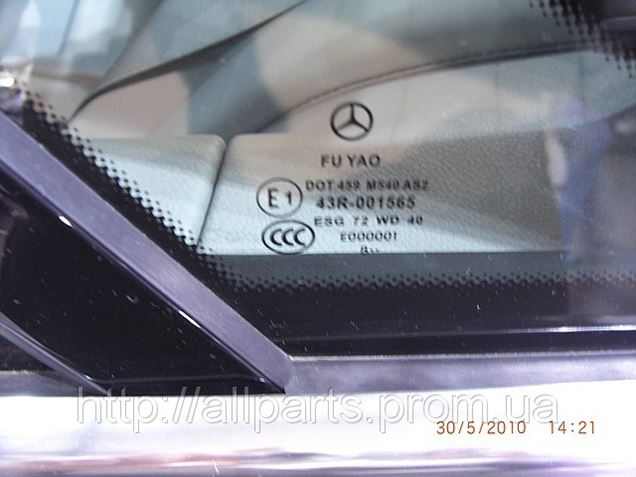 FU YAO
DOT 459 M540 AS2
E1
43R-001565
ESG 72 WD 40
CCC
E000001
http://allparts.prom.ua
30/5/2010 14:21